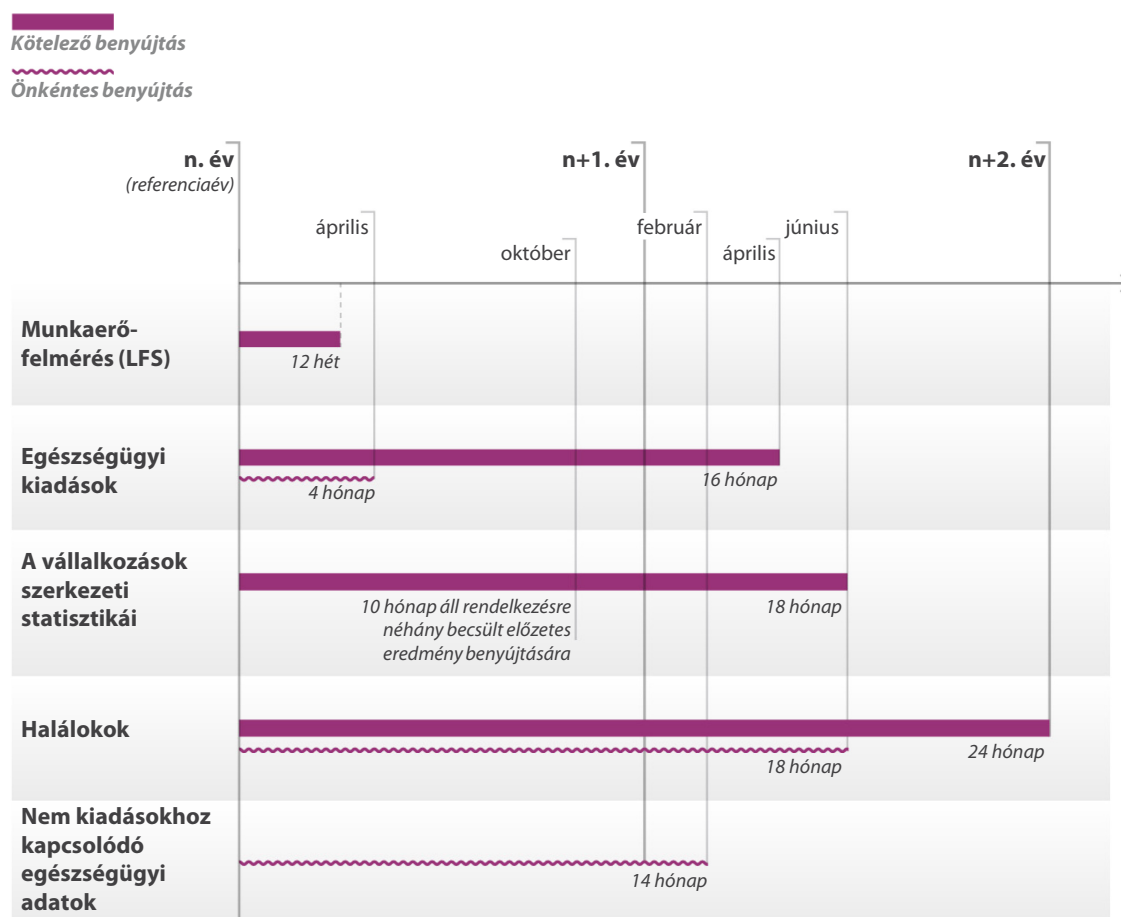 Kötelező benyújtás
Önkéntes benyújtás
n. év
(referenciaév)
n+1. év
n+2. év
április
október
február
április
június
Munkaerő-
felmérés (LFS)
12 hét
Egészségügyi
kiadások
4 hónap
16 hónap
A vállalkozások
szerkezeti
statisztikái
10 hónap áll rendelkezésre
néhány becsült előzetes
eredmény benyújtására
18 hónap
Halálokok
18 hónap
24 hónap
Nem kiadásokhoz
kapcsolódó
egészségügyi
adatok
14 hónap